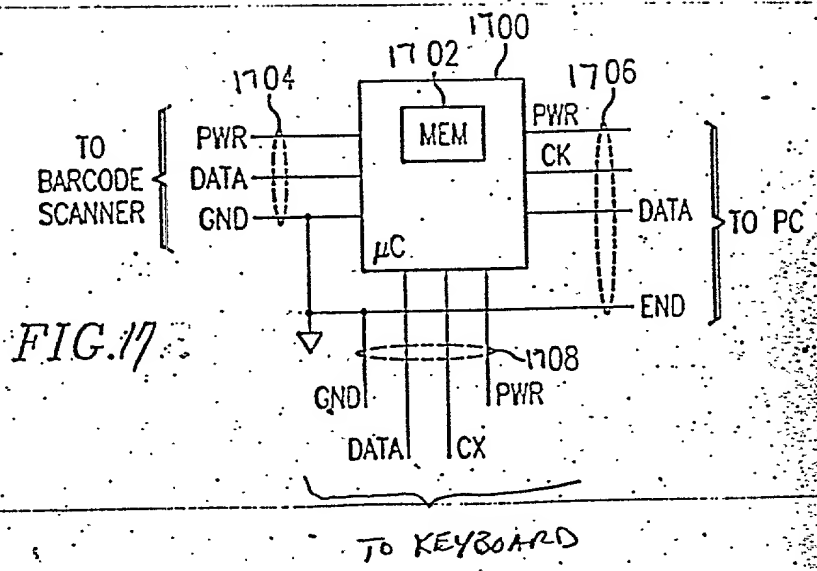 1700
1702
1704
1706
TO
BARCODE
SCANNER
PWR
DATA
GND
MEM
µC
PWR
CK
DATA
END
TO PC
FIG.17
1708
GND
PWR
DATA
CX
TO KEYBOARD